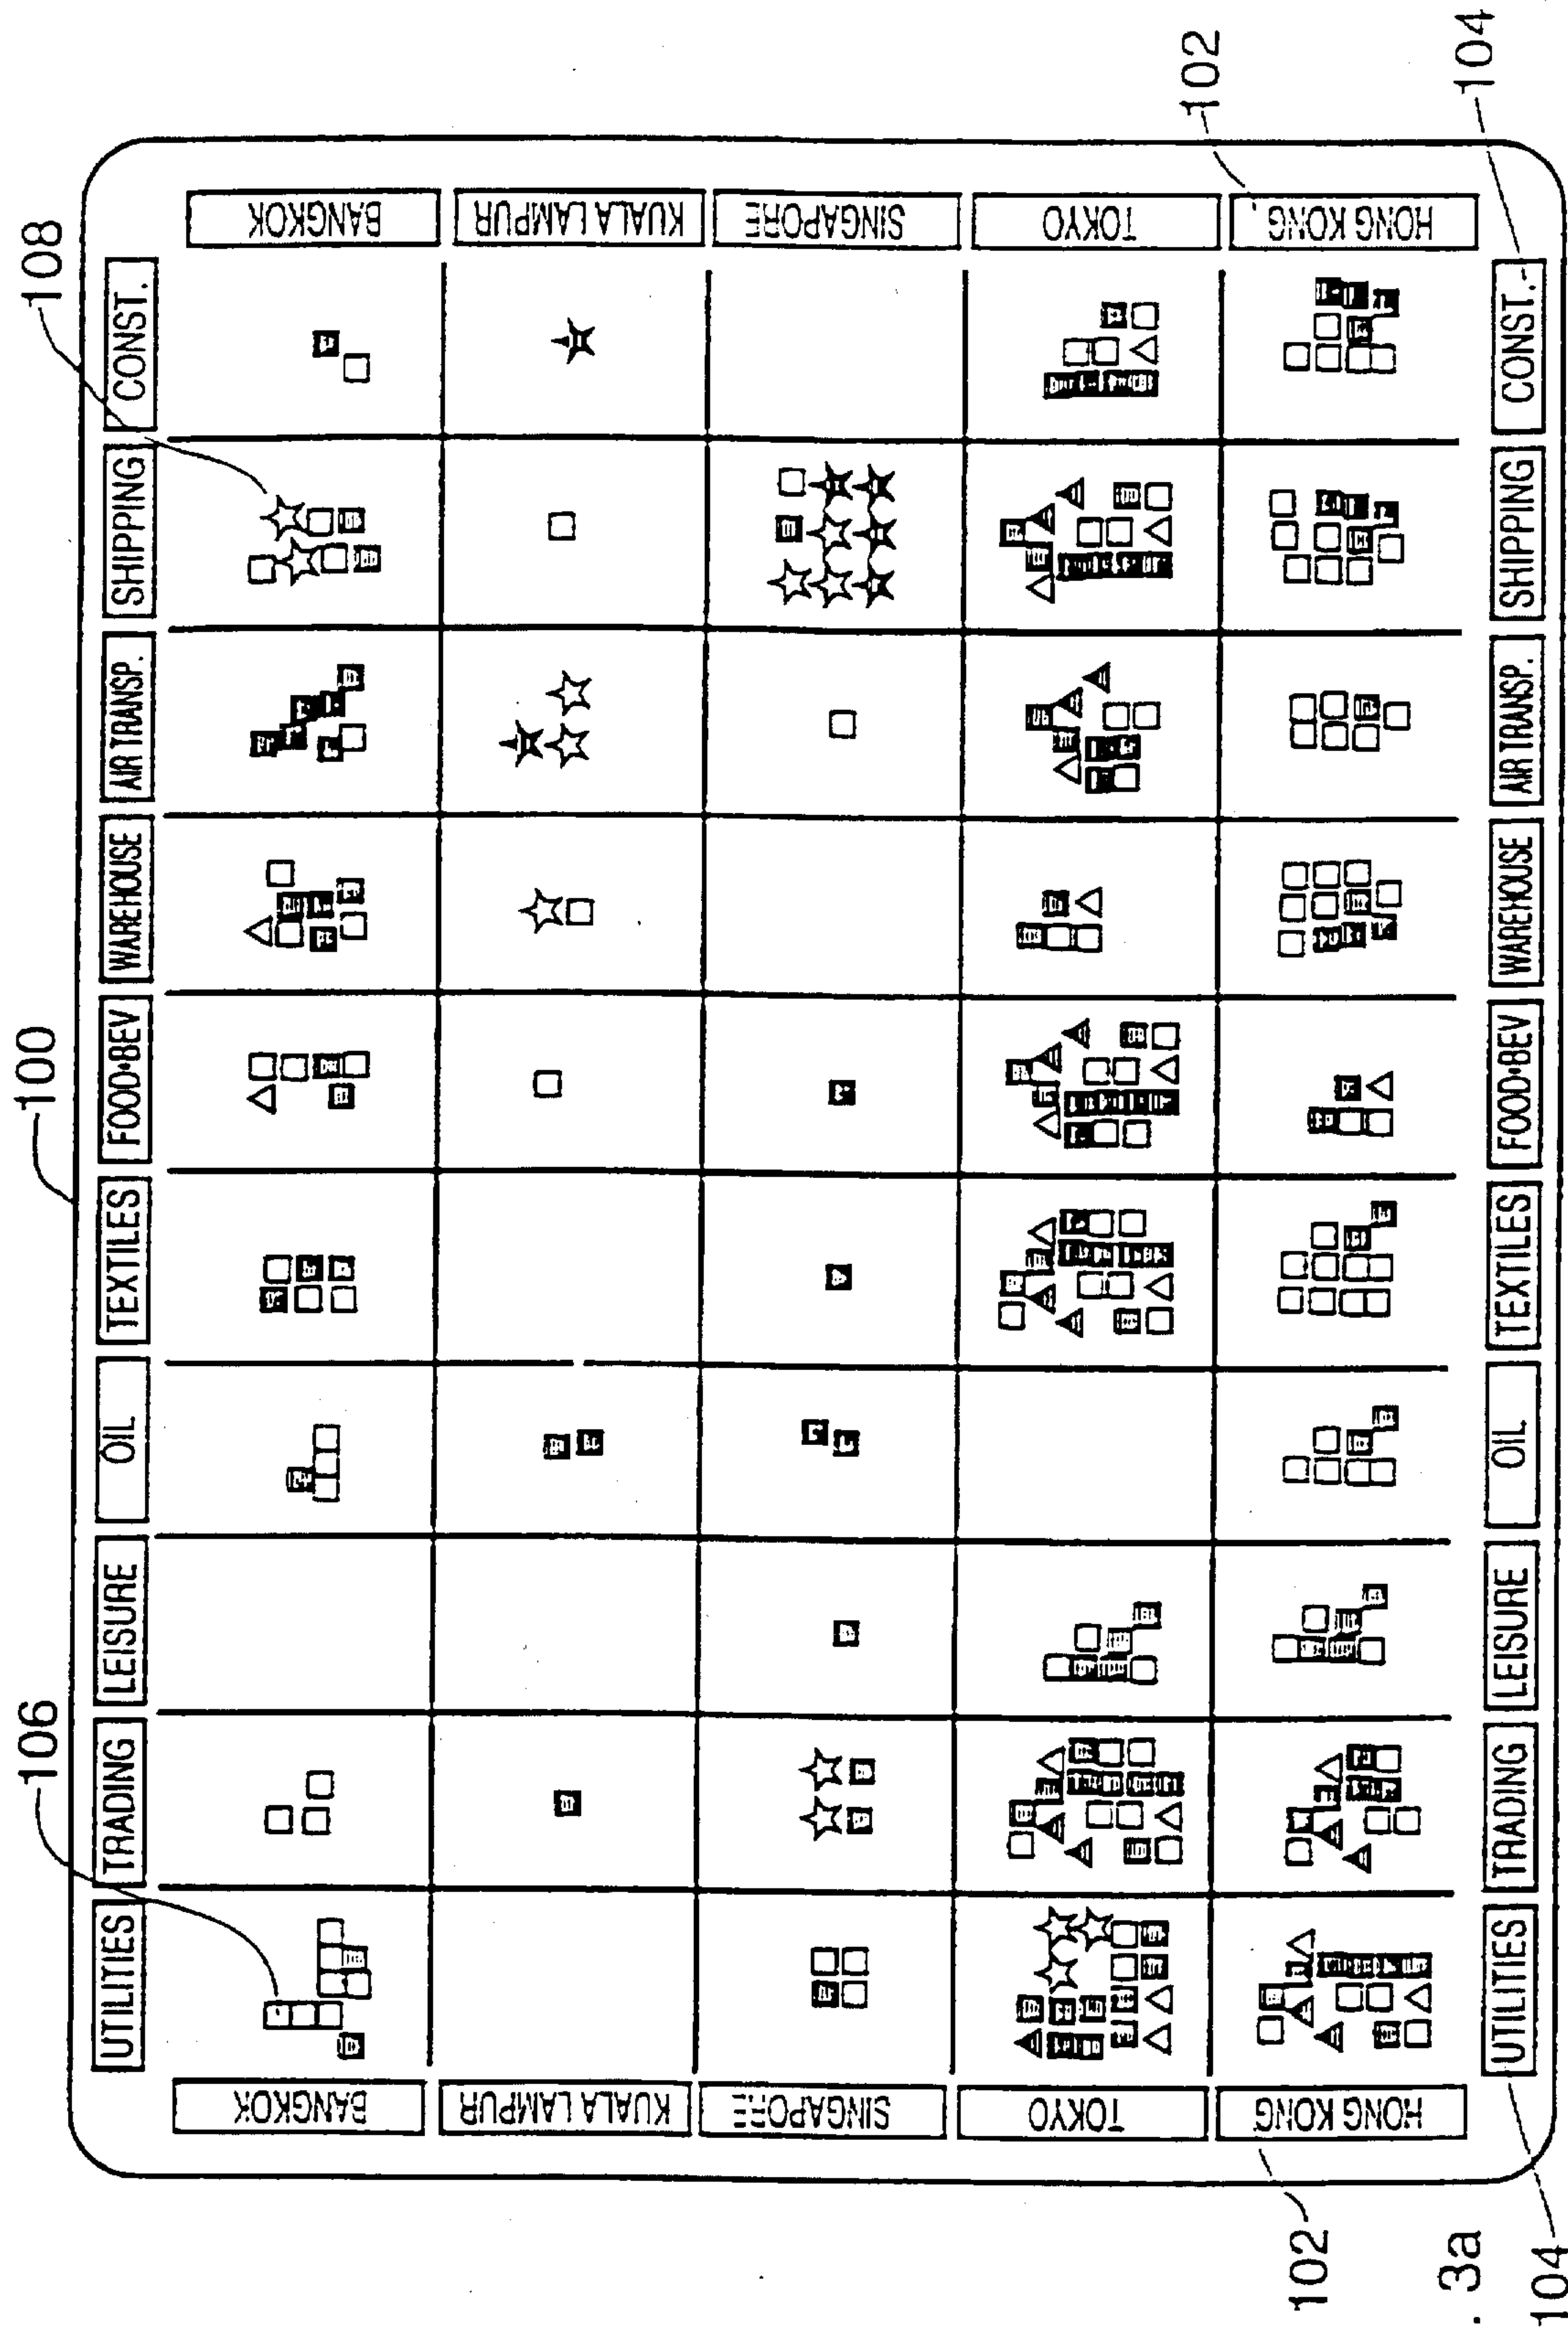 100
106
108
UTILITIES
TRADING
LEISURE
OIL
TEXTILES
FOOD•BEV
WAREHOUSE
AIR TRANSP.
SHIPPING
CONST.
BANGKOK
BANGKOK
KUALA LAMPUR
KUALA LAMPUR
SINGAPORE
SINGAPORE
TOKYO
TOKYO
HONG KONG
HONG KONG
102
102
UTILITIES
TRADING
LEISURE
OIL
TEXTILES
FOOD•BEV
WAREHOUSE
AIR TRANSP.
SHIPPING
CONST.
104
104
. 3a